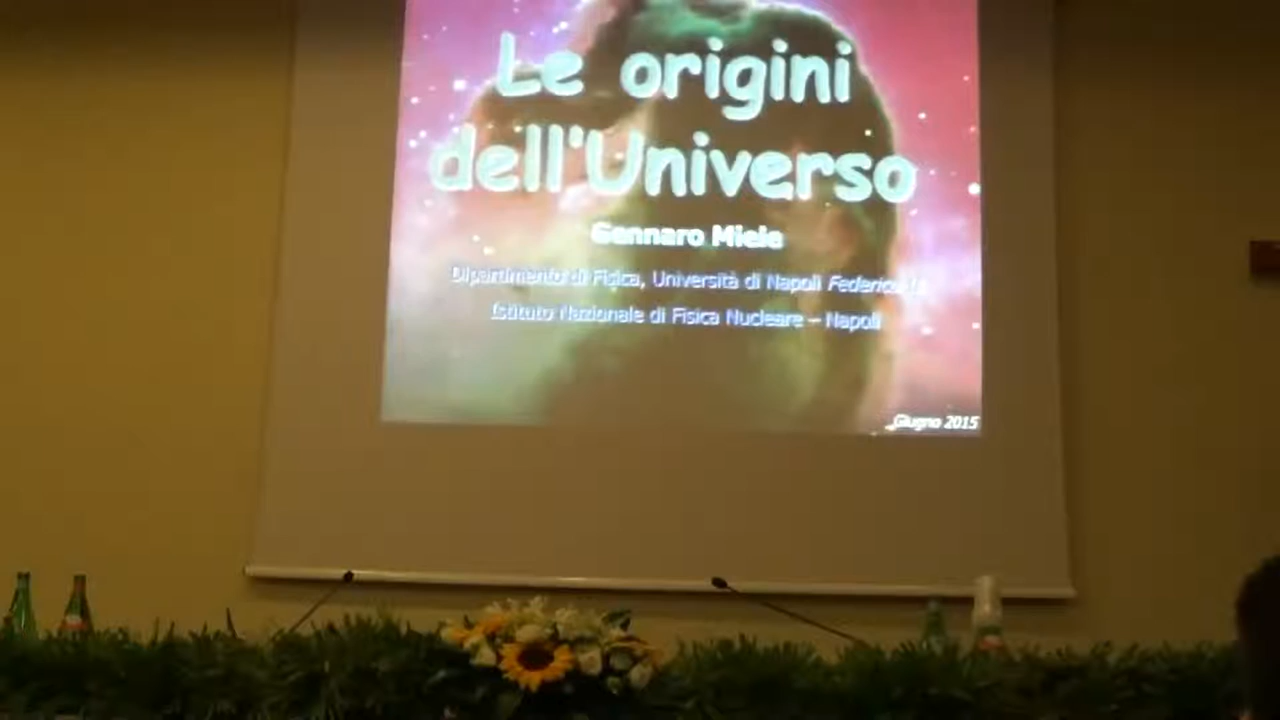 Le origini
dell'Universo
Gennaro Miele
Dipartimento di Fisica, Università di Napoli Federico II
Istituto Nazionale di Fisica Nucleare – Napoli
Giugno 2015